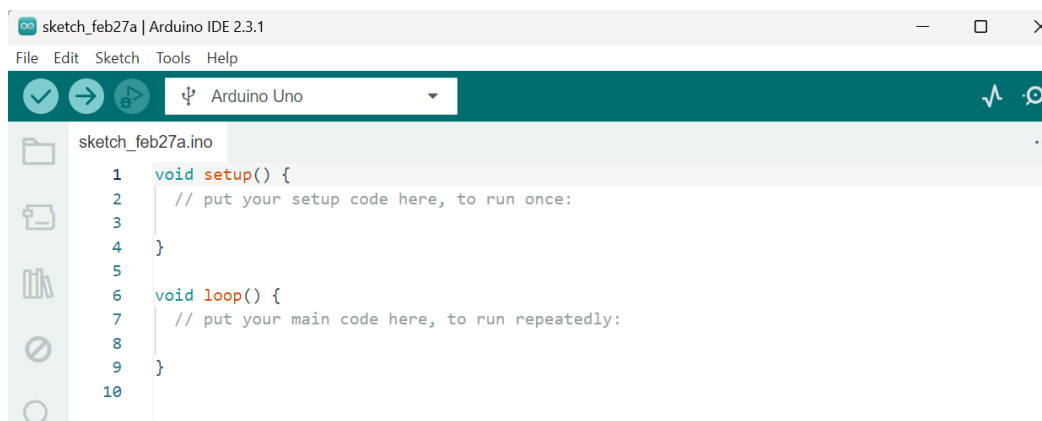 sketch_feb27a | Arduino IDE 2.3.1
File Edit Sketch Tools Help
Arduino Uno
sketch_feb27a.ino
1 void setup() {
2 // put your setup code here, to run once:
3
4 }
5
6 void loop() {
7 // put your main code here, to run repeatedly:
8
9 }
10